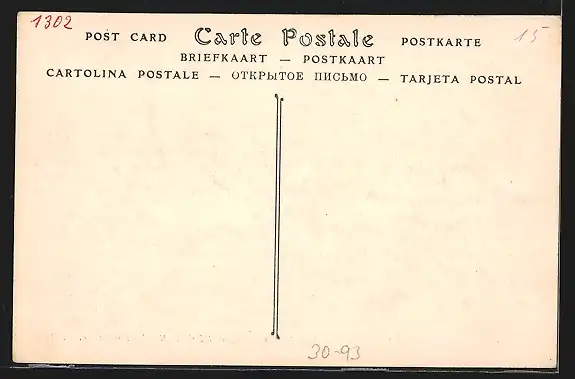 1302
15
POST CARD Carte Postale POSTKARTE
BRIEFKAART — POSTKAART
CARTOLINA POSTALE — ОТКРЫТОЕ ПИСЬМО — TARJETA POSTAL
30-93